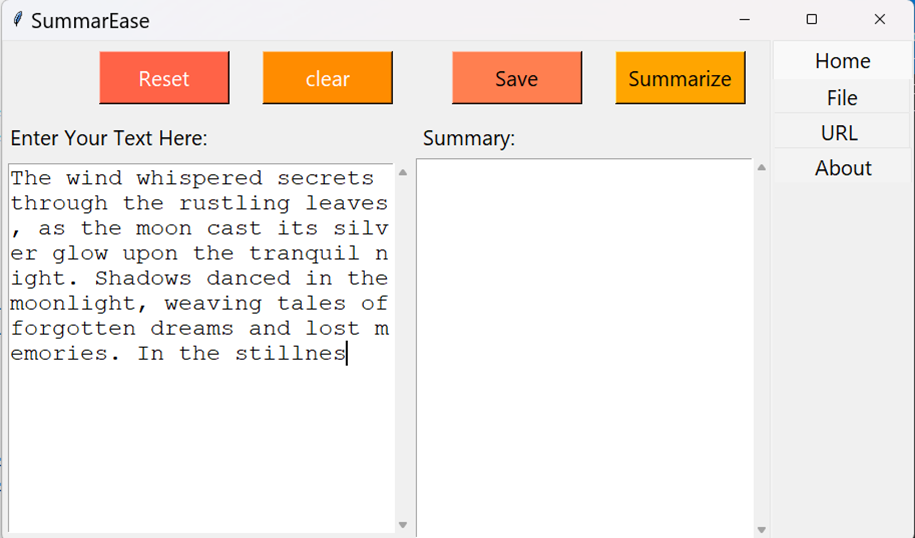 SummarEase
Reset clear Save Summarize
Home
File
URL
About
Enter Your Text Here:
The wind whispered secrets
through the rustling leaves
, as the moon cast its silv
er glow upon the tranquil n
ight. Shadows danced in the
moonlight, weaving tales of
forgotten dreams and lost m
emories. In the stillnes
Summary: